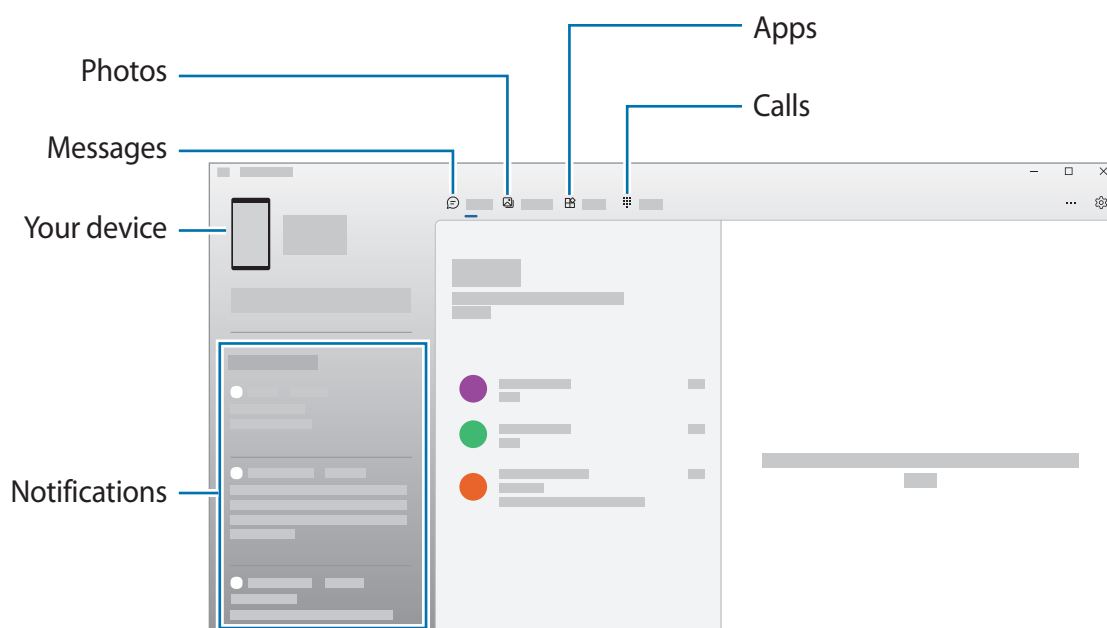 Apps
Photos
Calls
Messages
Your device
Notifications